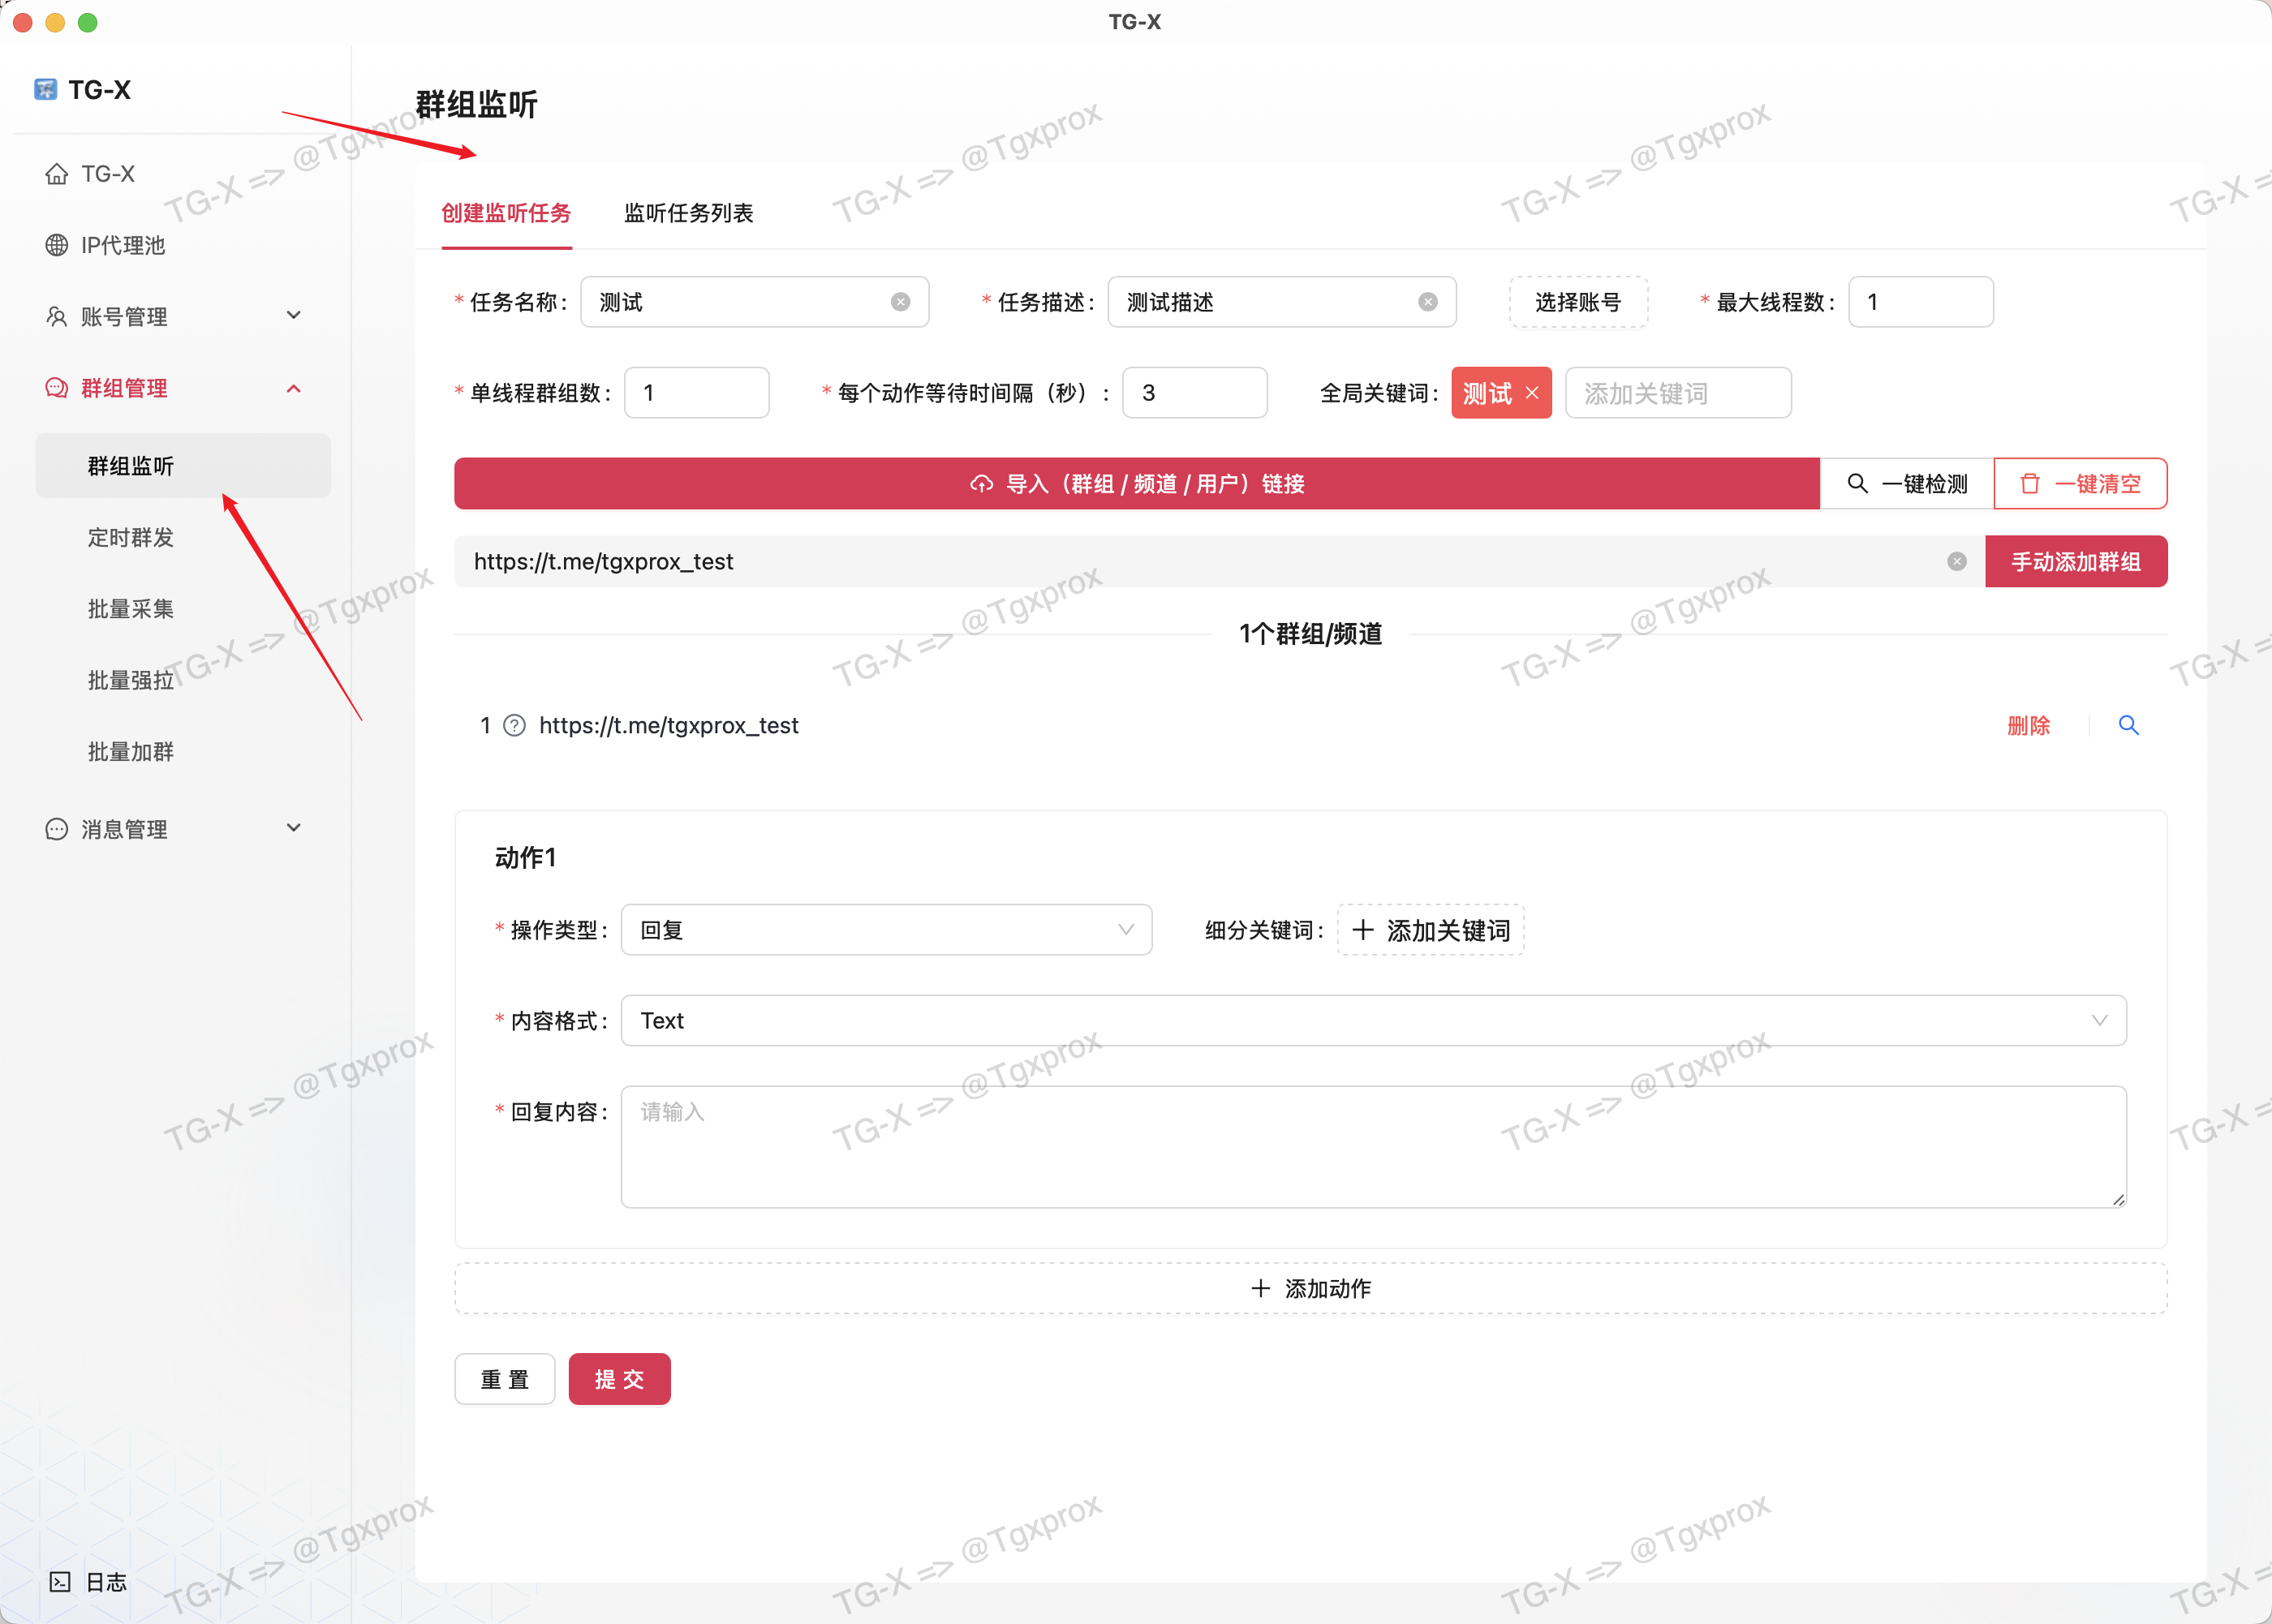 TG-X
TG-X
TG-X
IP代理池
账号管理
群组管理
群组监听
定时群发
批量采集
批量强拉
批量加群
消息管理
日志
群组监听
创建监听任务 监听任务列表
* 任务名称: 测试 * 任务描述: 测试描述 选择账号 * 最大线程数: 1
* 单线程群组数: 1 * 每个动作等待时间隔（秒）: 3 全局关键词: 测试 × 添加关键词
导入（群组 / 频道 / 用户）链接 一键检测 一键清空
https://t.me/tgxprox_test 手动添加群组
1个群组/频道
1 https://t.me/tgxprox_test 删除
动作1
* 操作类型: 回复 细分关键词: + 添加关键词
* 内容格式: Text
* 回复内容: 请输入
+ 添加动作
重 置 提 交
TG-X => @Tgxprox
TG-X => @Tgxprox
TG-X => @Tgxprox
TG-X =>
TG-X => @Tgxprox
TG-X => @Tgxprox
TG-X => @Tgxprox
TG-X =>
TG-X => @Tgxprox
TG-X => @Tgxprox
TG-X => @Tgxprox
TG-X =>
TG-X => @Tgxprox
TG-X => @Tgxprox
TG-X => @Tgxprox
TG-X =>